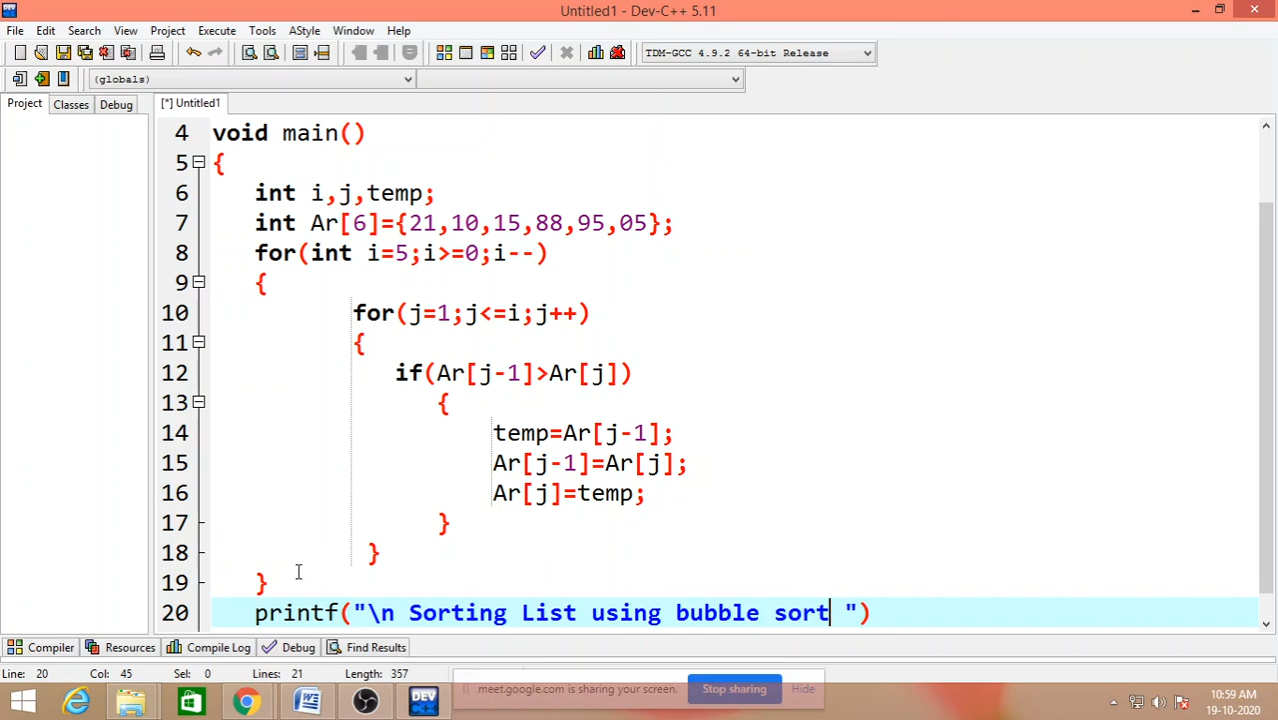 Untitled1 - Dev-C++ 5.11
File Edit Search View Project Execute Tools AStyle Window Help
TDM-GCC 4.9.2 64-bit Release
(globals)
Project Classes Debug [*] Untitled1
4 void main()
5 {
6 int i,j,temp;
7 int Ar[6]={21,10,15,88,95,05};
8 for(int i=5;i>=0;i--)
9 {
10 for(j=1;j<=i;j++)
11 {
12 if(Ar[j-1]>Ar[j])
13 {
14 temp=Ar[j-1];
15 Ar[j-1]=Ar[j];
16 Ar[j]=temp;
17 }
18 }
19 }
20 printf("\n Sorting List using bubble sort ")
Compiler Resources Compile Log Debug Find Results
Line: 20 Col: 45 Sel: 0 Lines: 21 Length: 357
meet.google.com is sharing your screen. Stop sharing Hide
DEV
10:59 AM
19-10-2020